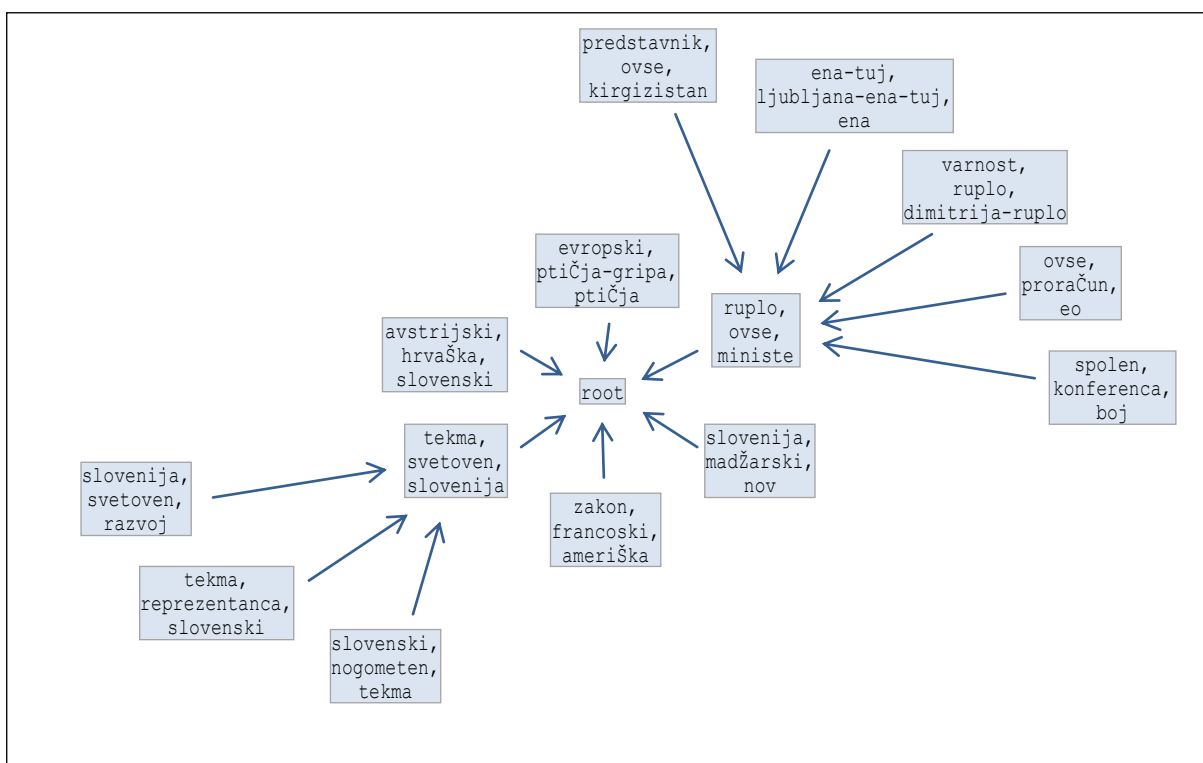 predstavnik,
ovse,
kirgizistan
ena-tuj,
ljubljana-ena-tuj,
ena
varnost,
ruplo,
dimitrija-ruplo
evropski,
ptiČja-gripa,
ptiČja
ovse,
proraČun,
eo
ruplo,
ovse,
ministe
avstrijski,
hrvaŠka,
slovenski
spolen,
konferenca,
boj
root
tekma,
svetoven,
slovenija
slovenija,
madŽarski,
nov
slovenija,
svetoven,
razvoj
zakon,
francoski,
ameriŠka
tekma,
reprezentanca,
slovenski
slovenski,
nogometen,
tekma